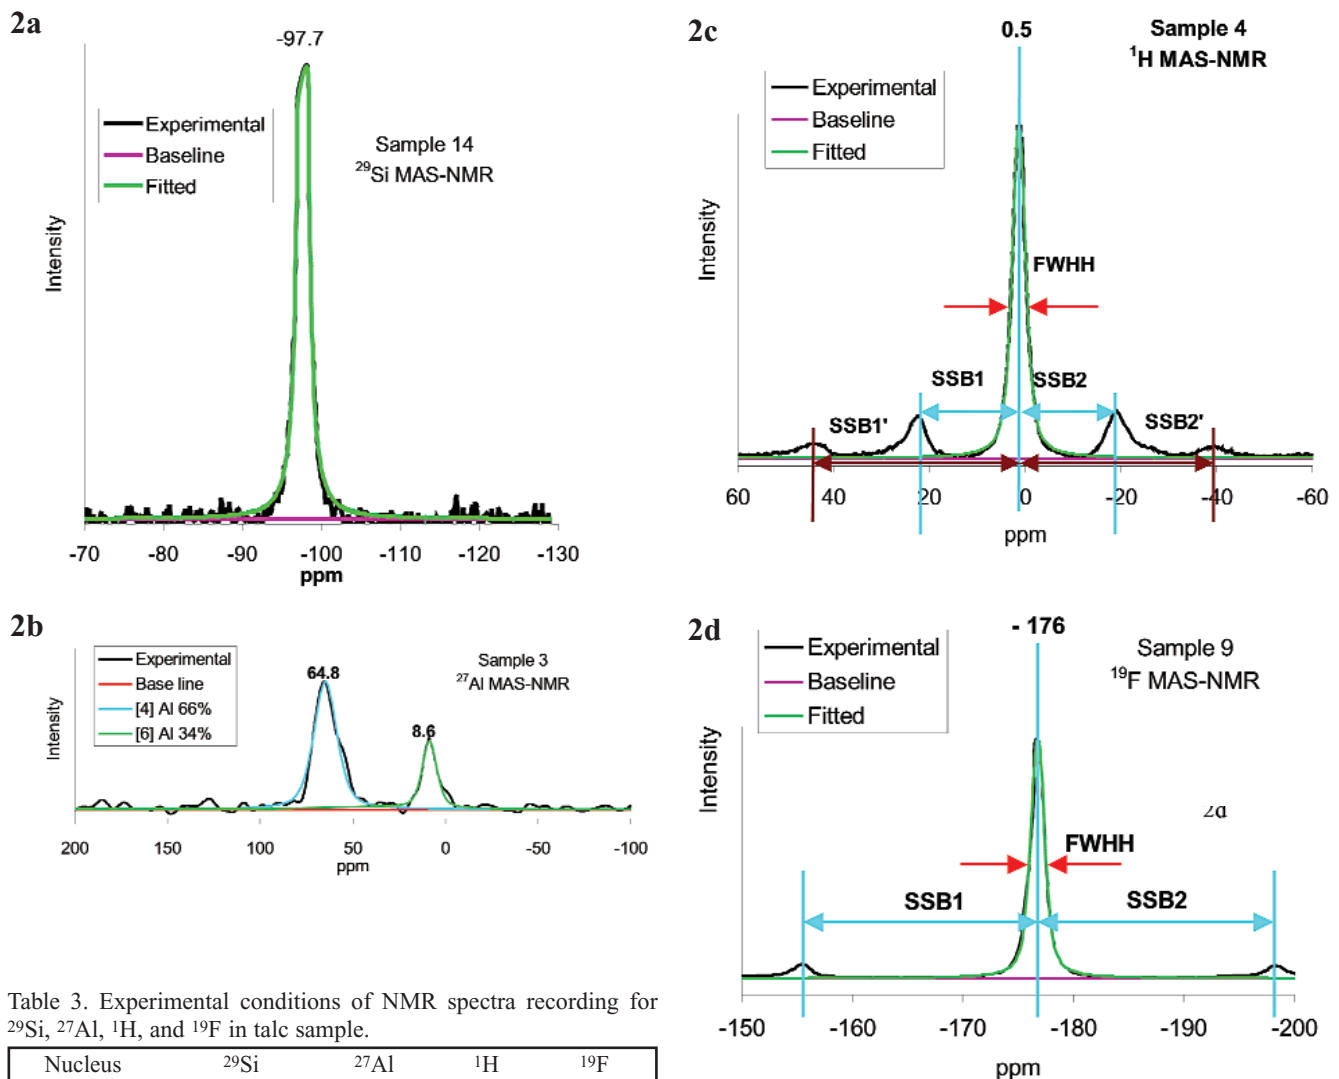 2a
-97.7
Experimental
Baseline
Fitted
Sample 14
29Si MAS-NMR
Intensity
-70 -80 -90 -100 -110 -120 -130
ppm
2b
Experimental
Base line
[4] Al 66%
[6] Al 34%
64.8
8.6
Sample 3
27Al MAS-NMR
Intensity
200 150 100 50 0 -50 -100
ppm
Table 3. Experimental conditions of NMR spectra recording for
29Si, 27Al, 1H, and 19F in talc sample.
Nucleus 29Si 27Al 1H 19F
2c
0.5
Sample 4
1H MAS-NMR
Experimental
Baseline
Fitted
Intensity
FWHH
SSB1 SSB2
SSB1' SSB2'
60 40 20 0 -20 -40 -60
ppm
2d
- 176
Experimental
Baseline
Fitted
Sample 9
19F MAS-NMR
Intensity
FWHH
SSB1 SSB2
-150 -160 -170 -180 -190 -200
ppm